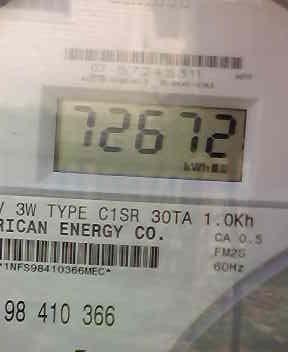 72672
kWh
V 3W TYPE C1SR 30TA 1.0Kh
RICAN ENERGY CO.
CA 0.5
FM2S
60Hz
*1NFS98410366MEC*
98 410 366